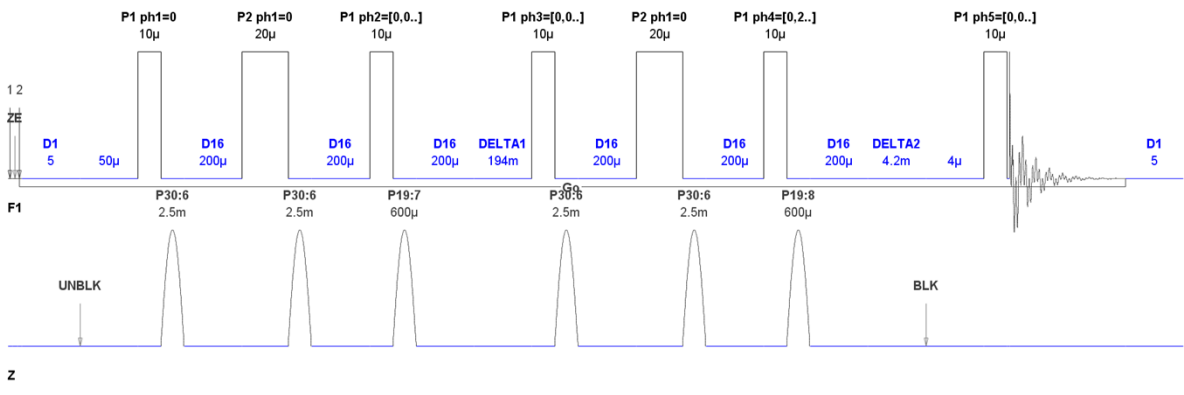 P1 ph1=0 P2 ph1=0 P1 ph2=[0,0..] P1 ph3=[0,0..] P2 ph1=0 P1 ph4=[0,2..] P1 ph5=[0,0..]
10µ 20µ 10µ 10µ 20µ 10µ 10µ
1 2
ZE
D1 D16 D16 D16 DELTA1 D16 D16 D16 DELTA2 D1
5 50µ 200µ 200µ 200µ 194m 200µ 200µ 200µ 4.2m 4µ 5
Go
P30:6 P30:6 P19:7 P30:6 P30:6 P19:8
F1
2.5m 2.5m 600µ 2.5m 2.5m 600µ
UNBLK BLK
Z